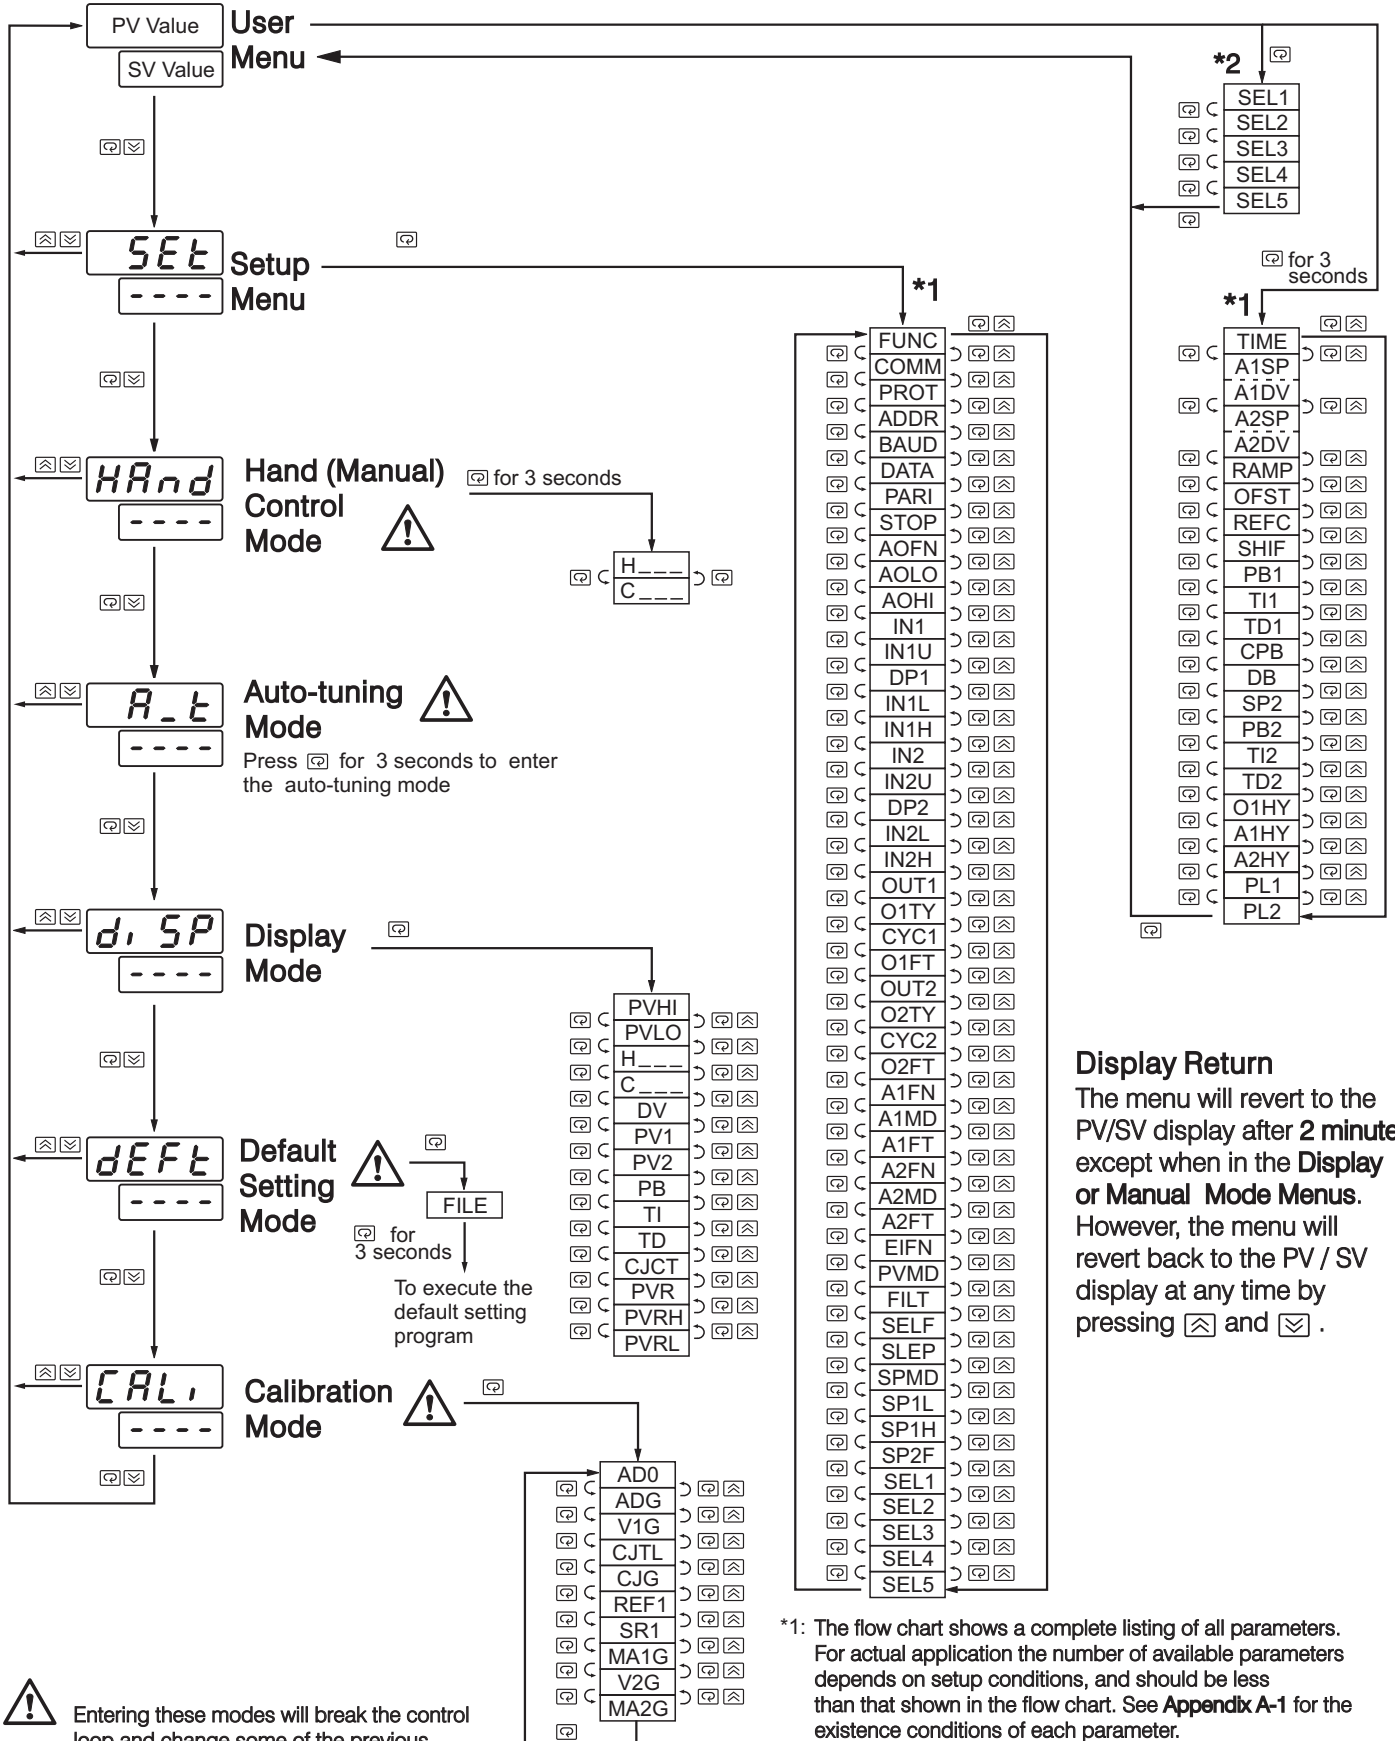 PV Value
User
Menu
SV Value
*2
SEL1
SEL2
SEL3
SEL4
SEL5
for 3
seconds
*1
TIME
A1SP
A1DV
A2SP
A2DV
RAMP
OFST
REFC
SHIF
PB1
TI1
TD1
CPB
DB
SP2
PB2
TI2
TD2
O1HY
A1HY
A2HY
PL1
PL2
SEt
- - - -
Setup
Menu
*1
FUNC
COMM
PROT
ADDR
BAUD
DATA
PARI
STOP
AOFN
AOLO
AOHI
IN1
IN1U
DP1
IN1L
IN1H
IN2
IN2U
DP2
IN2L
IN2H
OUT1
O1TY
CYC1
O1FT
OUT2
O2TY
CYC2
O2FT
A1FN
A1MD
A1FT
A2FN
A2MD
A2FT
EIFN
PVMD
FILT
SELF
SLEP
SPMD
SP1L
SP1H
SP2F
SEL1
SEL2
SEL3
SEL4
SEL5
HAnd
- - - -
Hand (Manual)
Control
Mode
for 3 seconds
H_ _ _
C_ _ _
A_t
- - - -
Auto-tuning
Mode
Press for 3 seconds to enter
the auto-tuning mode
di SP
- - - -
Display
Mode
PVHI
PVLO
H_ _ _
C_ _ _
DV
PV1
PV2
PB
TI
TD
CJCT
PVR
PVRH
PVRL
dEFt
- - - -
Default
Setting
Mode
FILE
for
3 seconds
To execute the
default setting
program
CALi
- - - -
Calibration
Mode
AD0
ADG
V1G
CJTL
CJG
REF1
SR1
MA1G
V2G
MA2G
Display Return
The menu will revert to the
PV/SV display after 2 minute
except when in the Display
or Manual Mode Menus.
However, the menu will
revert back to the PV / SV
display at any time by
pressing and .
*1: The flow chart shows a complete listing of all parameters.
For actual application the number of available parameters
depends on setup conditions, and should be less
than that shown in the flow chart. See Appendix A-1 for the
existence conditions of each parameter.
Entering these modes will break the control
loop and change some of the previous